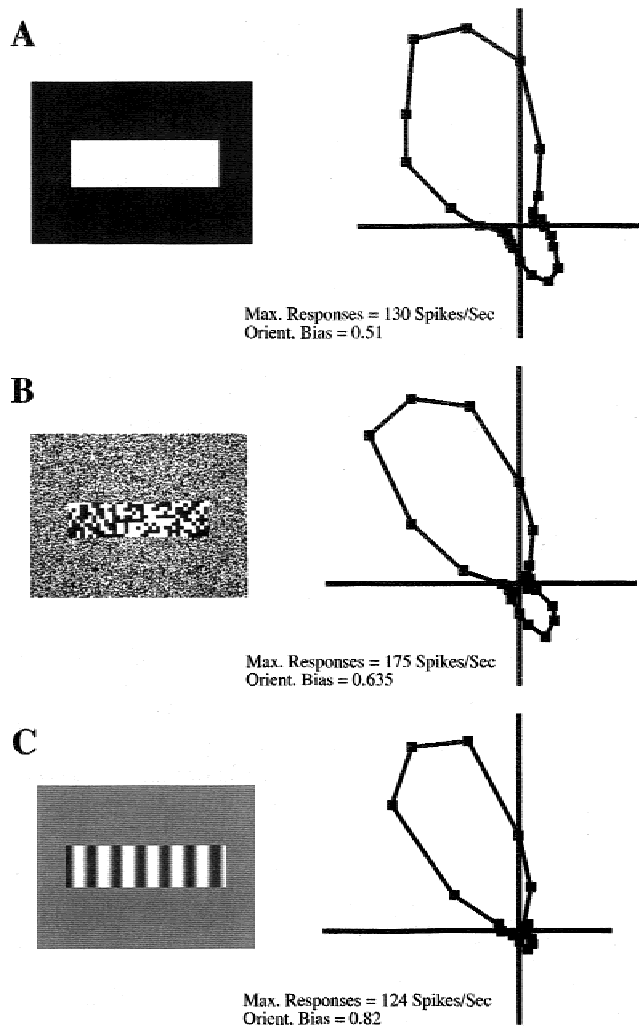 A
Max. Responses = 130 Spikes/Sec
Orient. Bias = 0.51
B
Max. Responses = 175 Spikes/Sec
Orient. Bias = 0.635
C
Max. Responses = 124 Spikes/Sec
Orient. Bias = 0.82